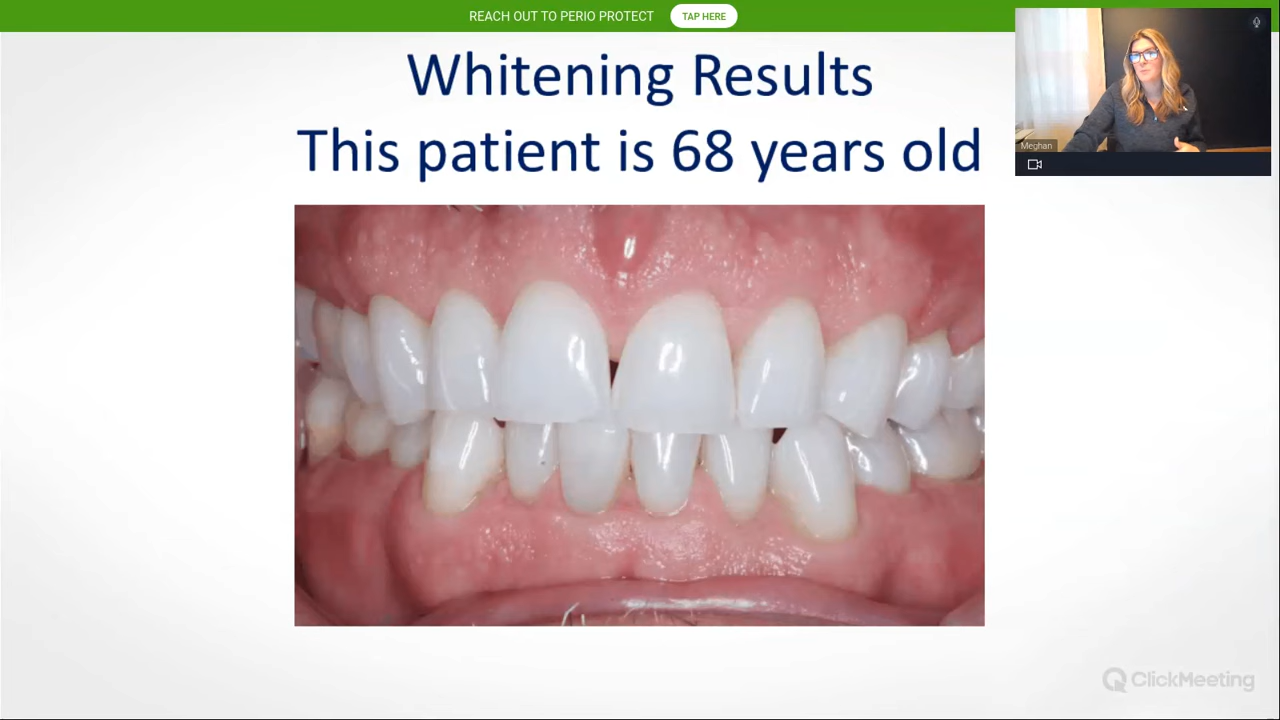 REACH OUT TO PERIO PROTECT TAP HERE
Whitening Results
This patient is 68 years old
Meghan
ClickMeeting